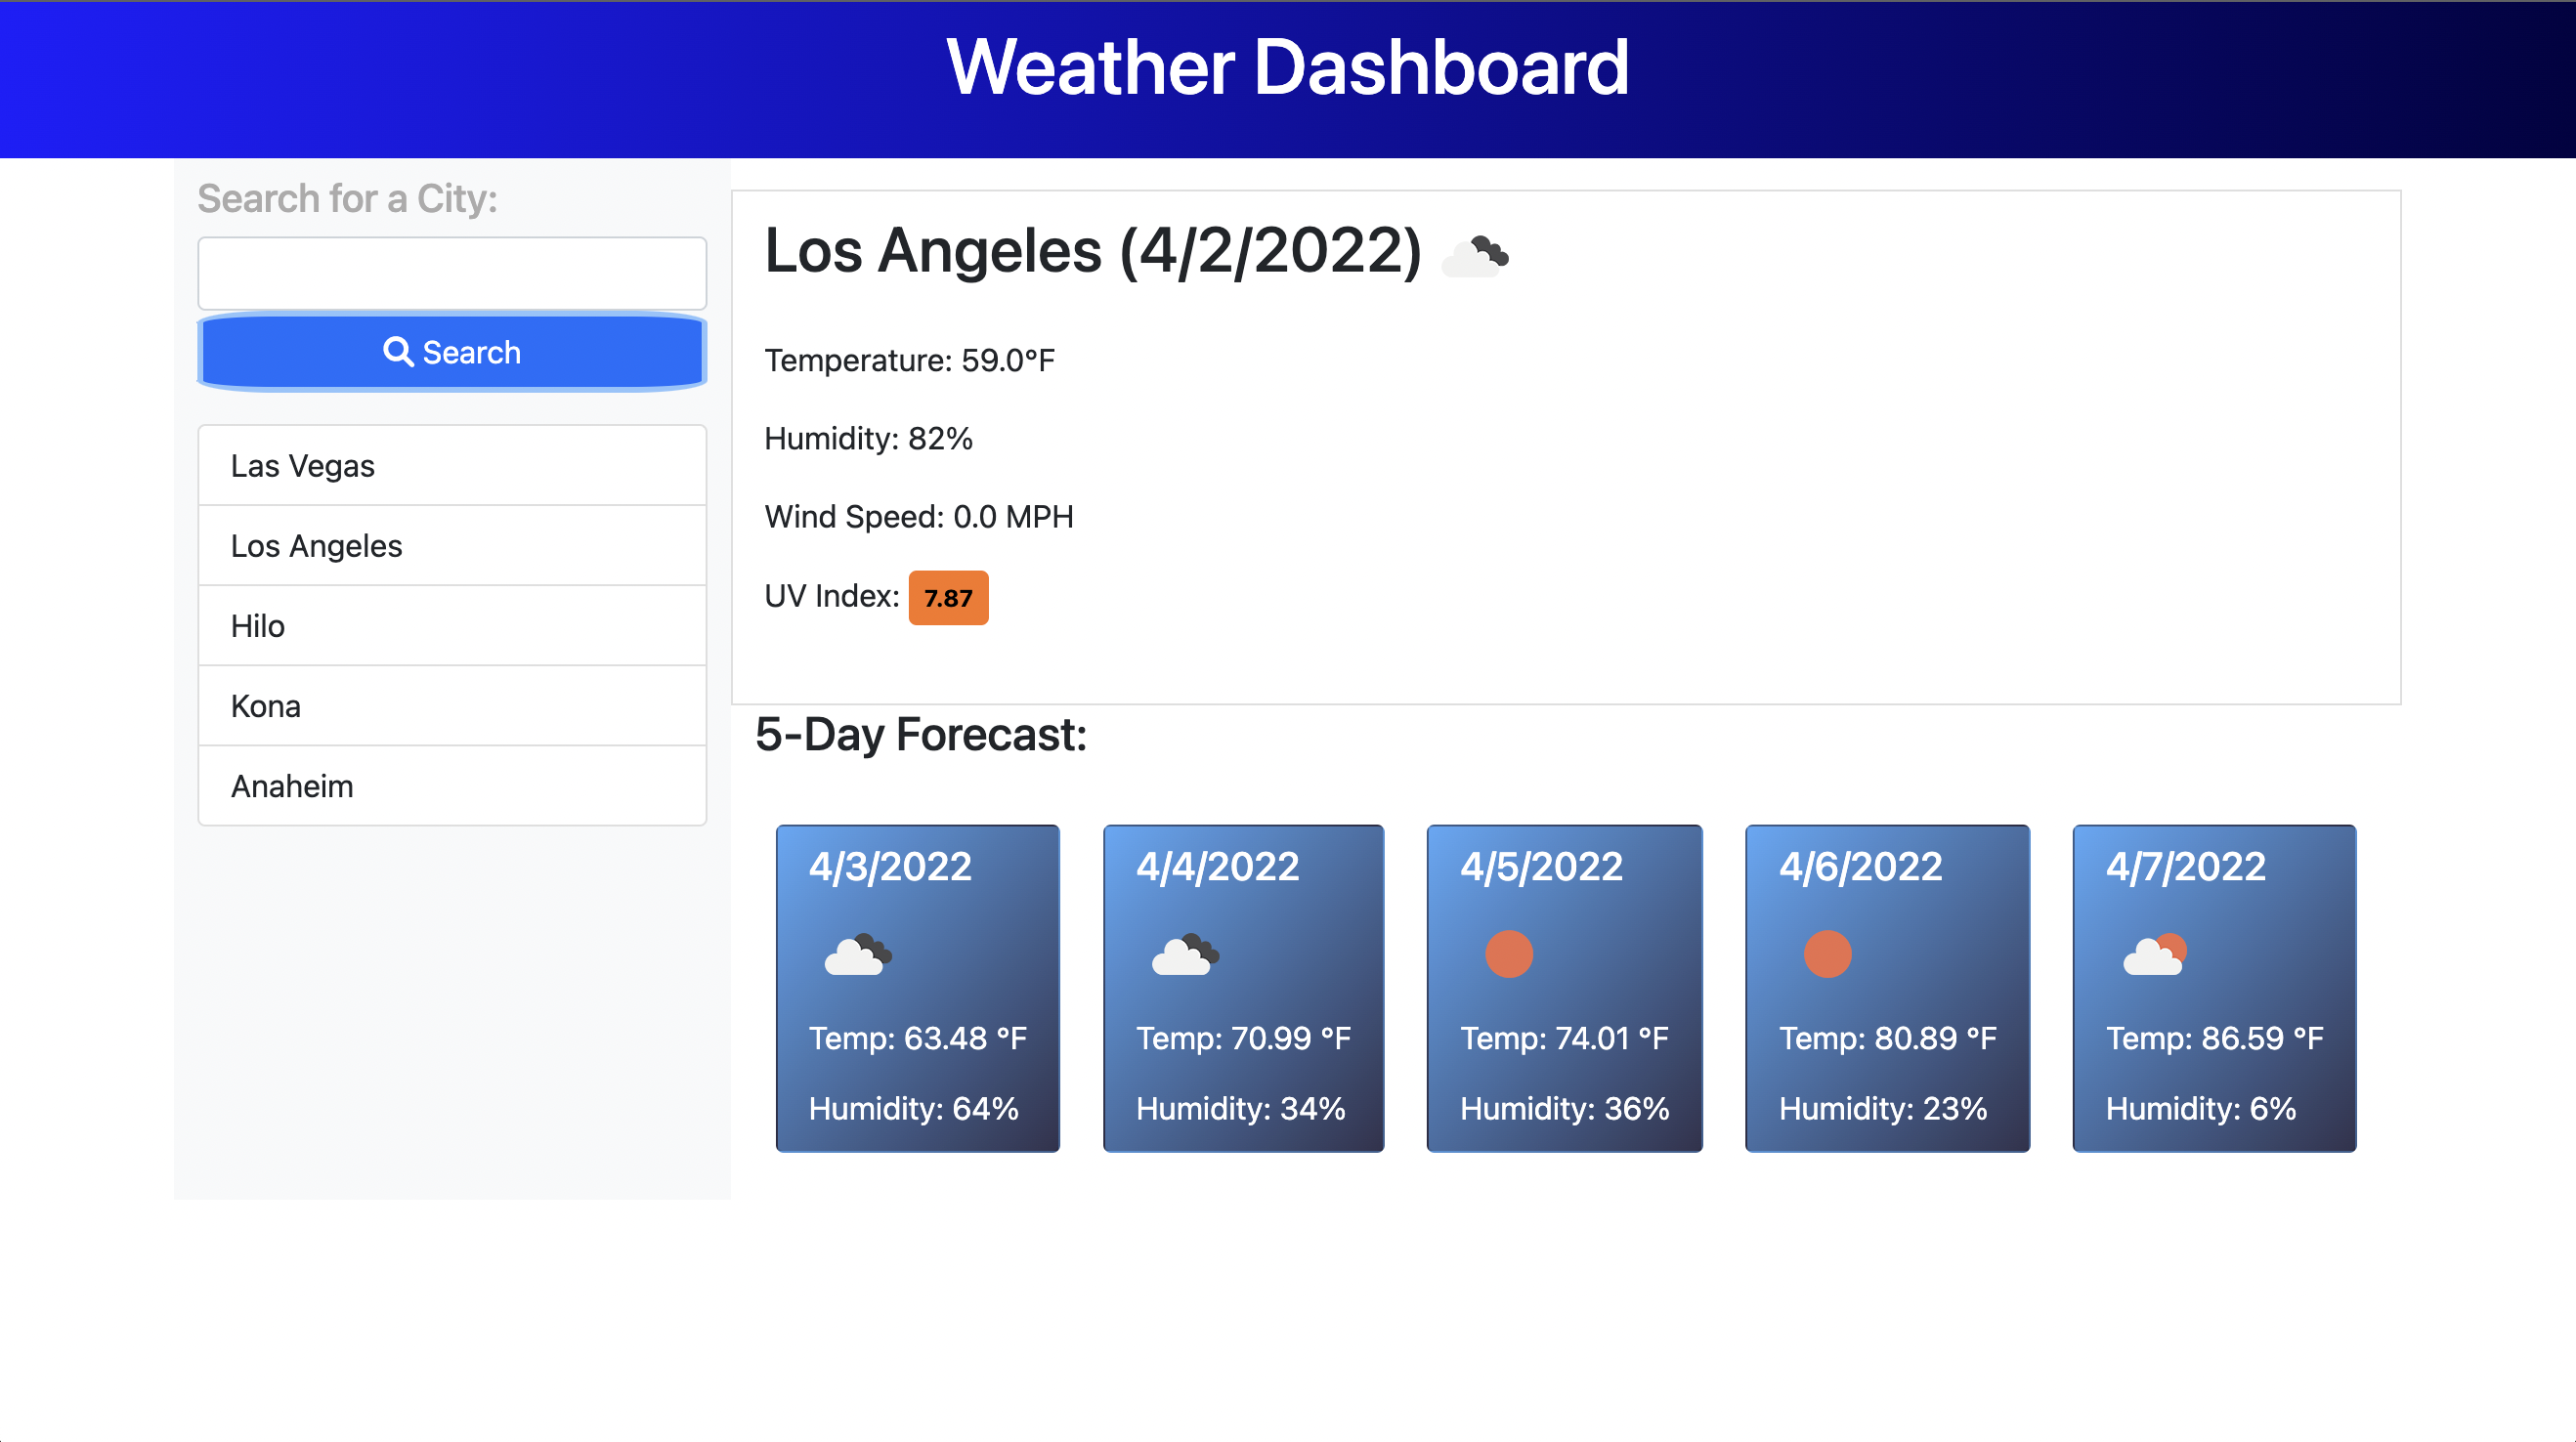 Weather Dashboard
Search for a City:
Search
Las Vegas
Los Angeles
Hilo
Kona
Anaheim
Los Angeles (4/2/2022)
Temperature: 59.0°F
Humidity: 82%
Wind Speed: 0.0 MPH
UV Index: 7.87
5-Day Forecast:
4/3/2022
Temp: 63.48 °F
Humidity: 64%
4/4/2022
Temp: 70.99 °F
Humidity: 34%
4/5/2022
Temp: 74.01 °F
Humidity: 36%
4/6/2022
Temp: 80.89 °F
Humidity: 23%
4/7/2022
Temp: 86.59 °F
Humidity: 6%